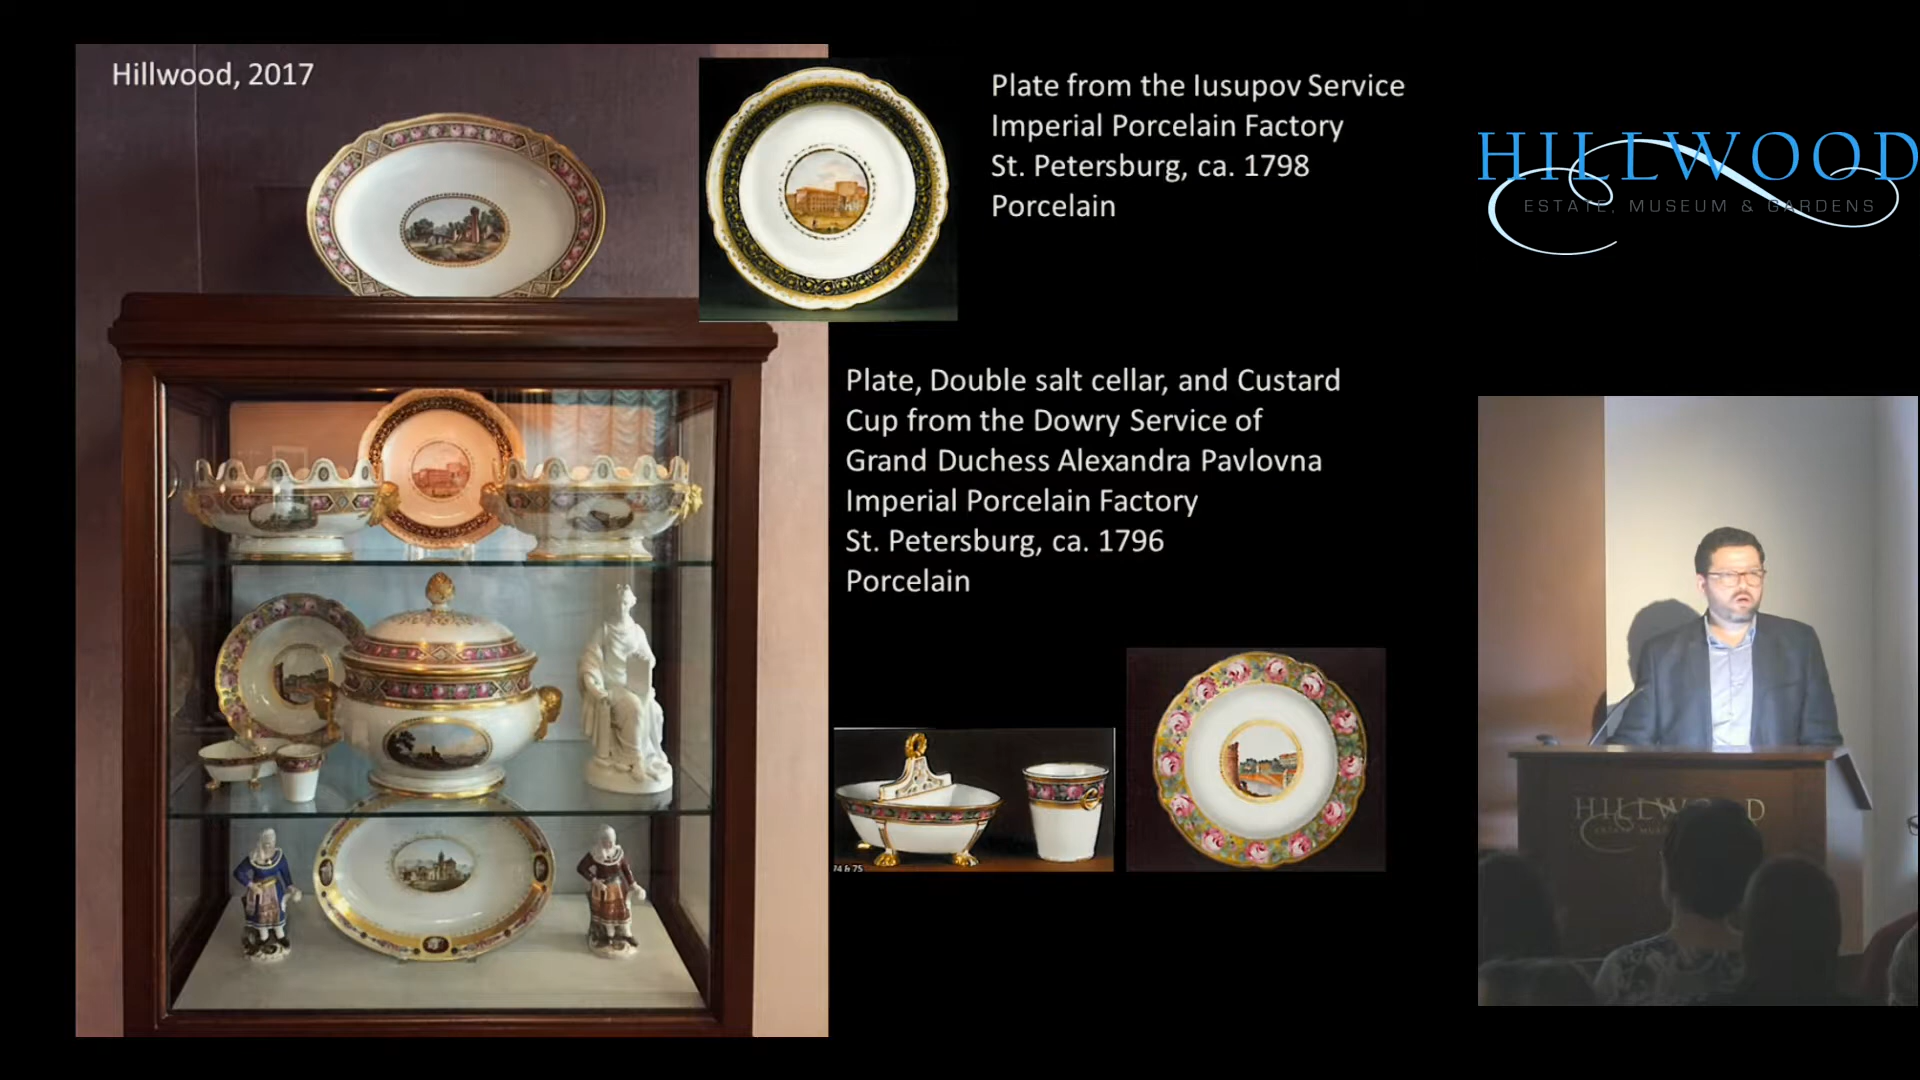 Hillwood, 2017
Plate from the Iusupov Service
Imperial Porcelain Factory
St. Petersburg, ca. 1798
Porcelain
HILLWOOD
ESTATE, MUSEUM & GARDENS
Plate, Double salt cellar, and Custard
Cup from the Dowry Service of
Grand Duchess Alexandra Pavlovna
Imperial Porcelain Factory
St. Petersburg, ca. 1796
Porcelain
74 & 75
HILLWOOD
ESTATE